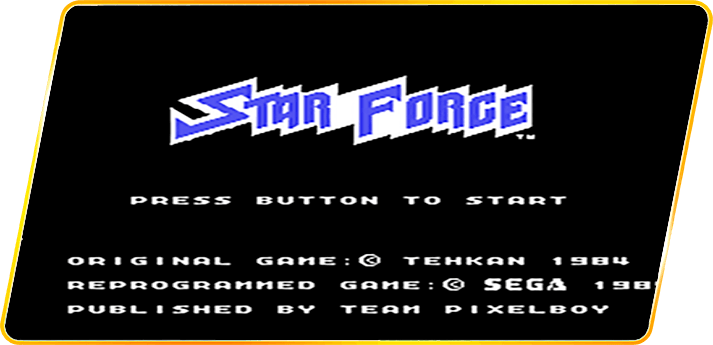 STAR FORCE
TM
PRESS BUTTON TO START
ORIGINAL GAME:© TEHKAN 1984
REPROGRAMMED GAME:© SEGA
PUBLISHED BY TEAM PIXELBOY